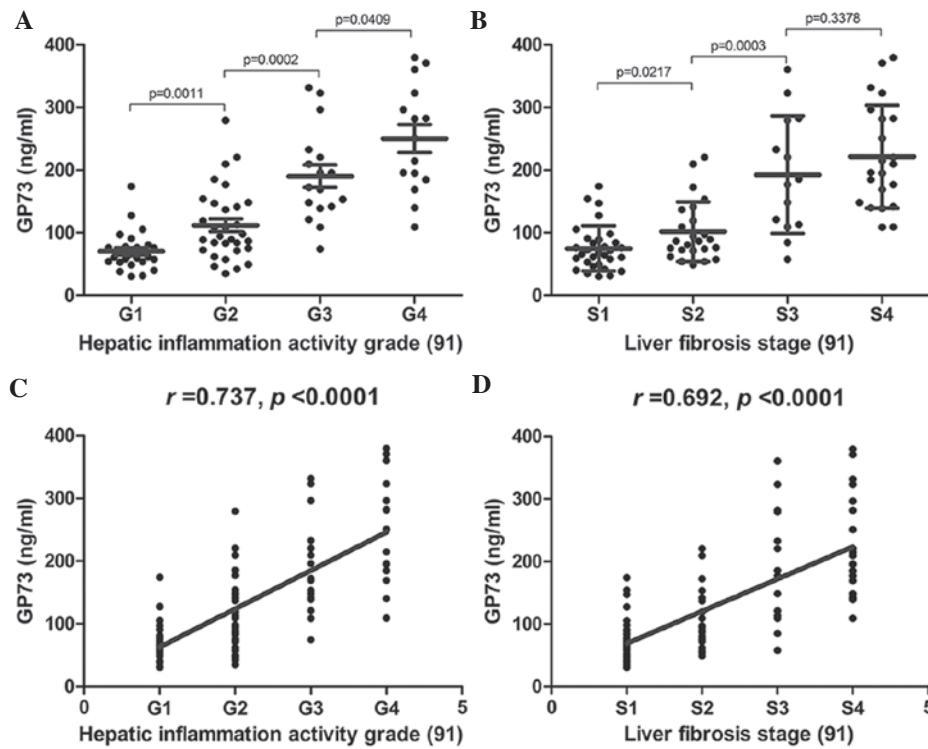 A
p=0.0409
p=0.0002
p=0.0011
GP73 (ng/ml)
400
300
200
100
0
G1 G2 G3 G4
Hepatic inflammation activity grade (91)
B
p=0.3378
p=0.0003
p=0.0217
GP73 (ng/ml)
400
300
200
100
0
S1 S2 S3 S4
Liver fibrosis stage (91)
C
r =0.737, p <0.0001
GP73 (ng/ml)
400
300
200
100
0
0 G1 G2 G3 G4 5
Hepatic inflammation activity grade (91)
D
r =0.692, p <0.0001
GP73 (ng/ml)
400
300
200
100
0
0 S1 S2 S3 S4 5
Liver fibrosis stage (91)